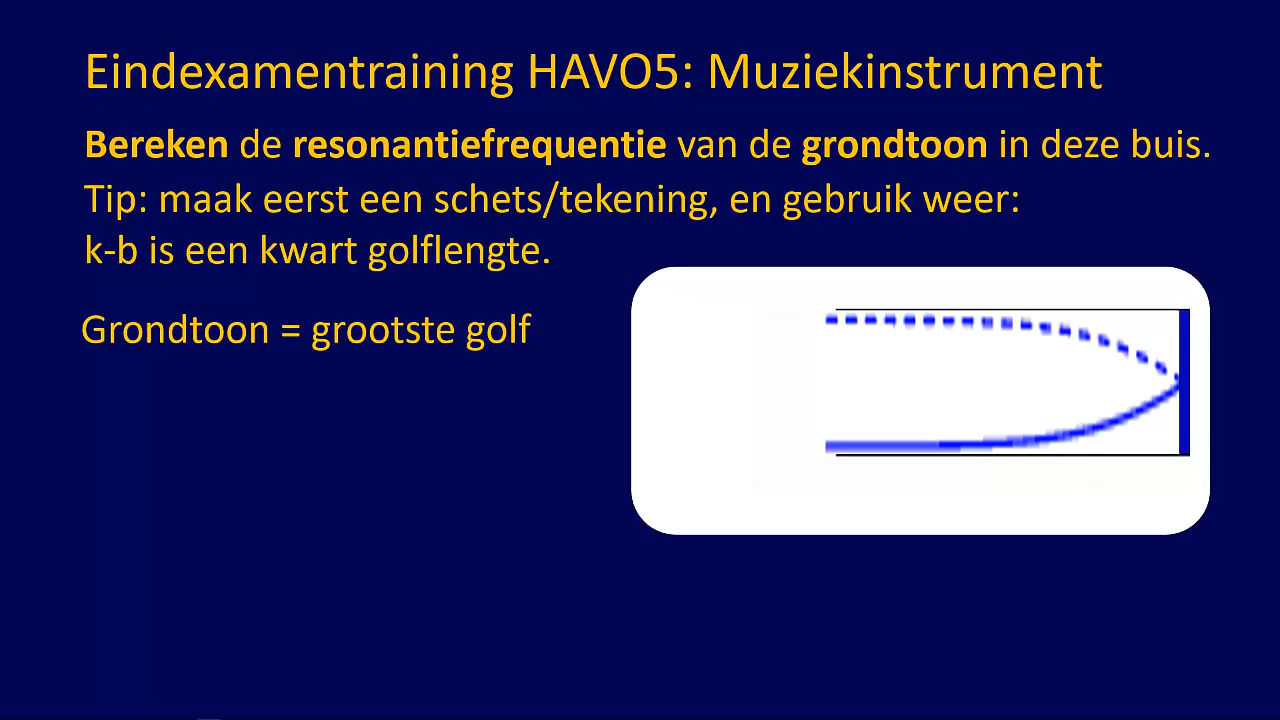 Eindexamentraining HAVO5: Muziekinstrument
Bereken de resonantiefrequentie van de grondtoon in deze buis.
Tip: maak eerst een schets/tekening, en gebruik weer:
k-b is een kwart golflengte.
Grondtoon = grootste golf